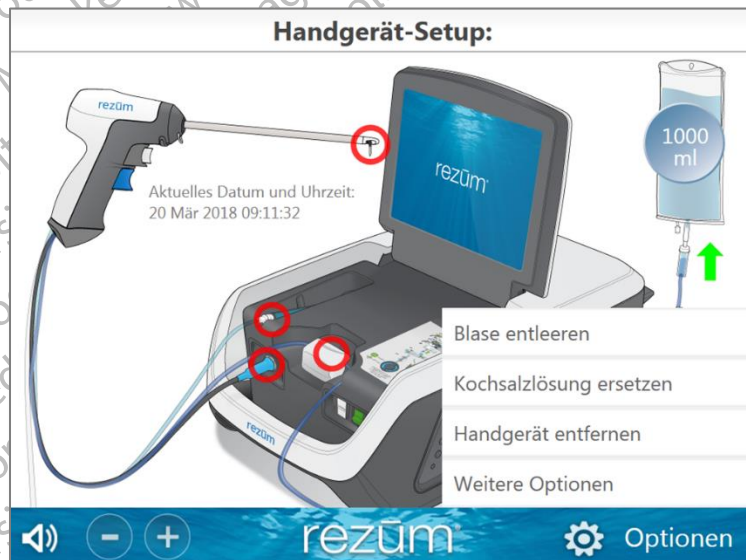 Handgerät-Setup:
rezūm
1000
ml
rezūm
Aktuelles Datum und Uhrzeit:
20 Mär 2018 09:11:32
Blase entleeren
Kochsalzlösung ersetzen
Handgerät entfernen
Weitere Optionen
rezūm
rezūm
Optionen